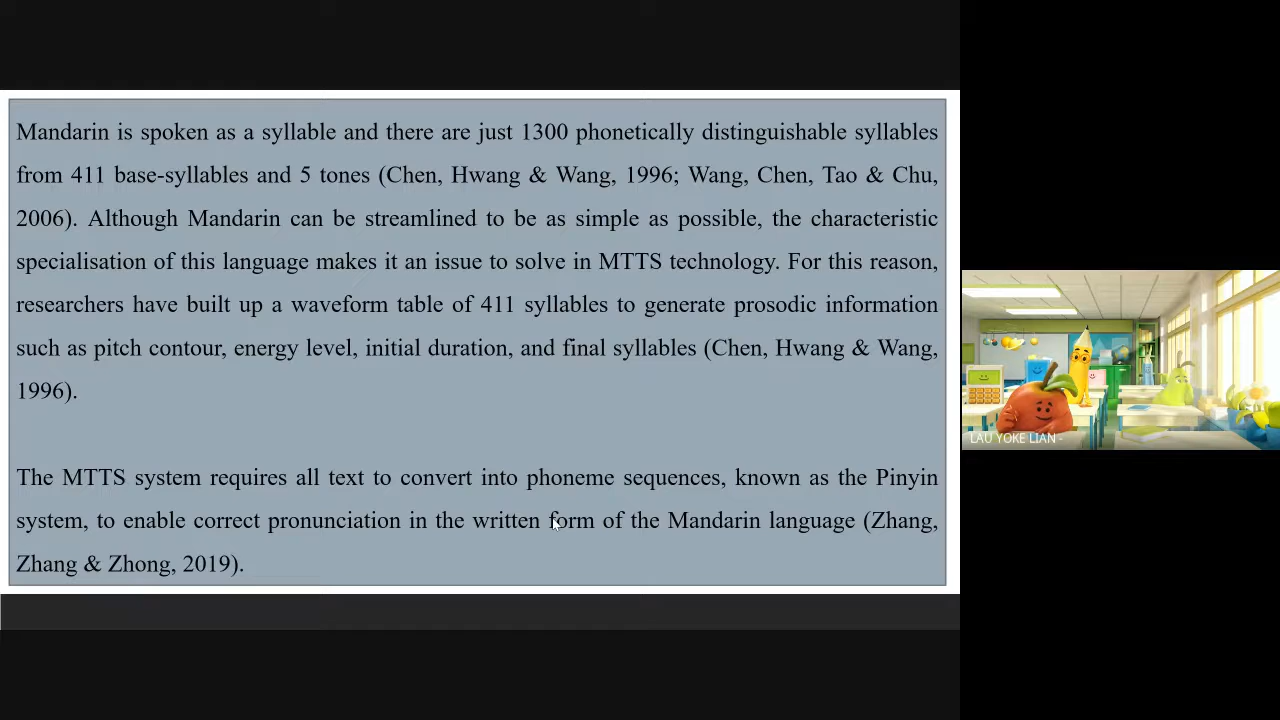 Mandarin is spoken as a syllable and there are just 1300 phonetically distinguishable syllables
from 411 base-syllables and 5 tones (Chen, Hwang & Wang, 1996; Wang, Chen, Tao & Chu,
2006). Although Mandarin can be streamlined to be as simple as possible, the characteristic
specialisation of this language makes it an issue to solve in MTTS technology. For this reason,
researchers have built up a waveform table of 411 syllables to generate prosodic information
such as pitch contour, energy level, initial duration, and final syllables (Chen, Hwang & Wang,
1996).
The MTTS system requires all text to convert into phoneme sequences, known as the Pinyin
system, to enable correct pronunciation in the written form of the Mandarin language (Zhang,
Zhang & Zhong, 2019).
LAU YOKE LIAN -